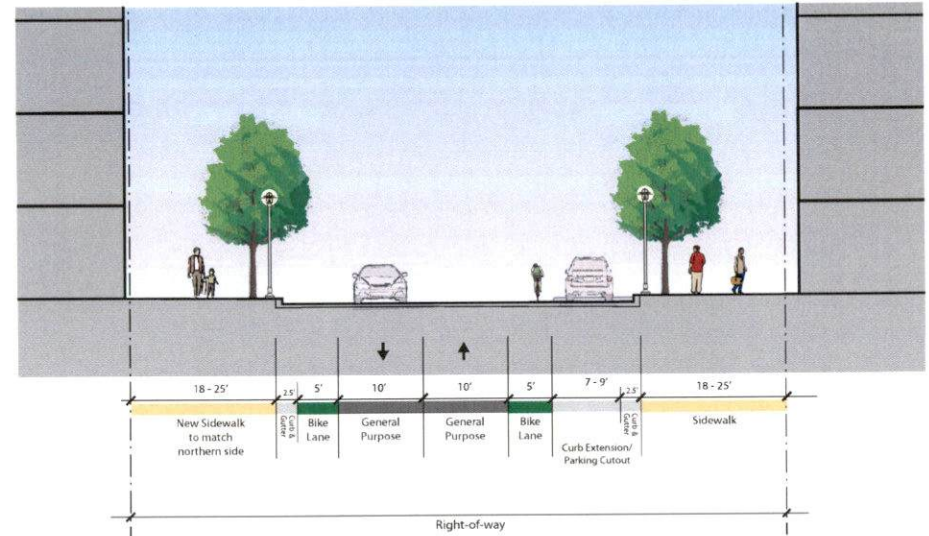 18 - 25'
2.5'
5'
10'
10'
5'
7 - 9'
2.5'
18 - 25'
New Sidewalk
to match
northern side
Curb &
Gutter
Bike
Lane
General
Purpose
General
Purpose
Bike
Lane
Curb Extension/
Parking Cutout
Curb &
Gutter
Sidewalk
Right-of-way